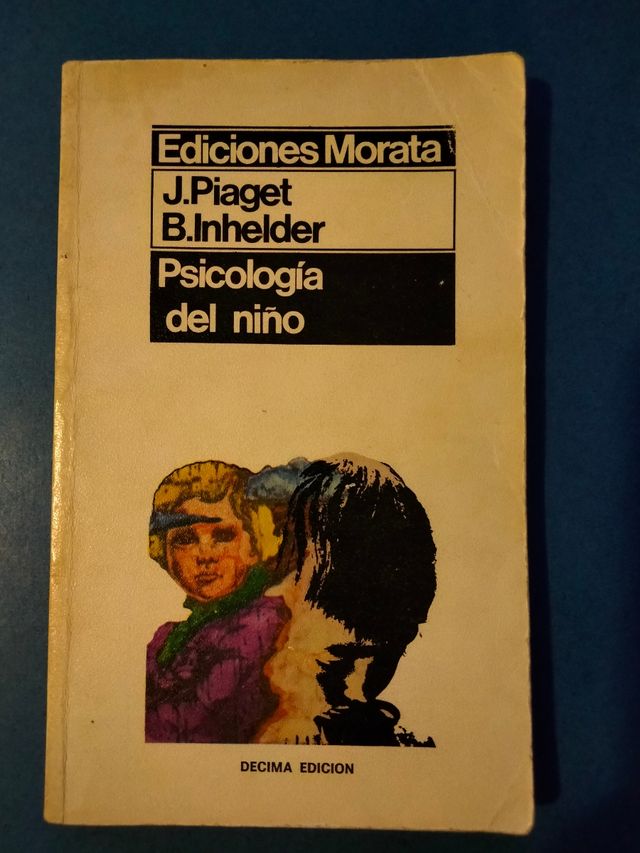 Ediciones Morata
J.Piaget
B.Inhelder
Psicología
del niño
DECIMA EDICION